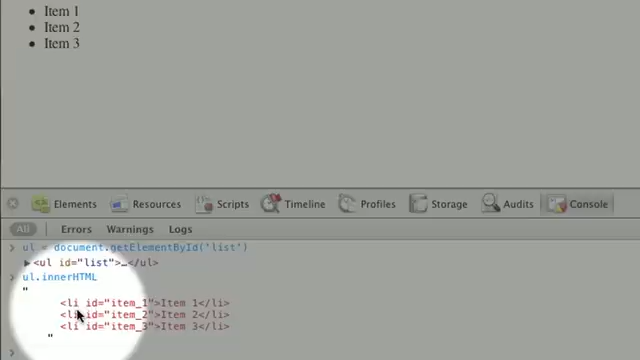 Item 1
Item 2
Item 3
Elements Resources Scripts Timeline Profiles Storage Audits Console
All Errors Warnings Logs
ul = document.getElementById('list')
<ul id="list">…</ul>
ul.innerHTML
"
<li id="item_1">Item 1</li>
<li id="item_2">Item 2</li>
<li id="item_3">Item 3</li>
"